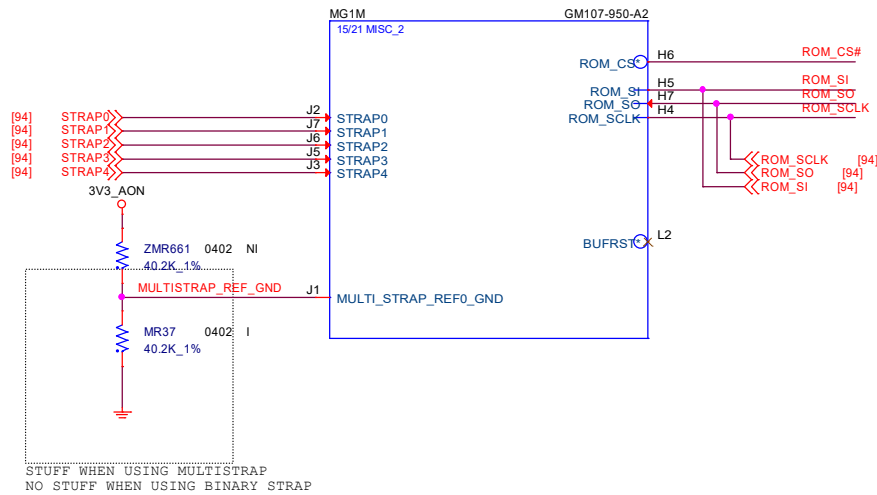 MG1M GM107-950-A2
15/21 MISC_2
ROM_CS* H6 ROM_CS#
ROM_SI H5 ROM_SI
ROM_SO H7 ROM_SO
ROM_SCLK H4 ROM_SCLK
[94] STRAP0 J2 STRAP0
[94] STRAP1 J7 STRAP1
[94] STRAP2 J6 STRAP2
[94] STRAP3 J5 STRAP3
[94] STRAP4 J3 STRAP4
ROM_SCLK [94]
ROM_SO [94]
ROM_SI [94]
3V3_AON
ZMR661 0402 NI
40.2K_1%
BUFRST* L2
MULTISTRAP_REF_GND J1 MULTI_STRAP_REF0_GND
MR37 0402 I
40.2K_1%
STUFF WHEN USING MULTISTRAP
NO STUFF WHEN USING BINARY STRAP